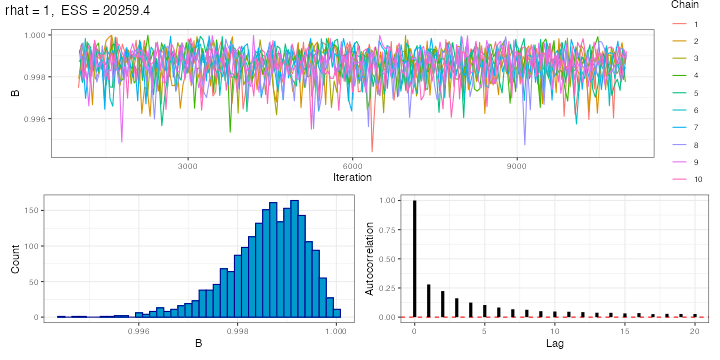 rhat = 1, ESS = 20259.4
Chain
1
2
3
4
5
6
7
8
9
10
B
1.000
0.998
0.996
3000 6000 9000
Iteration
Count
150
100
50
0
0.996 0.998 1.000
B
Autocorrelation
1.00
0.75
0.50
0.25
0.00
0 5 10 15 20
Lag